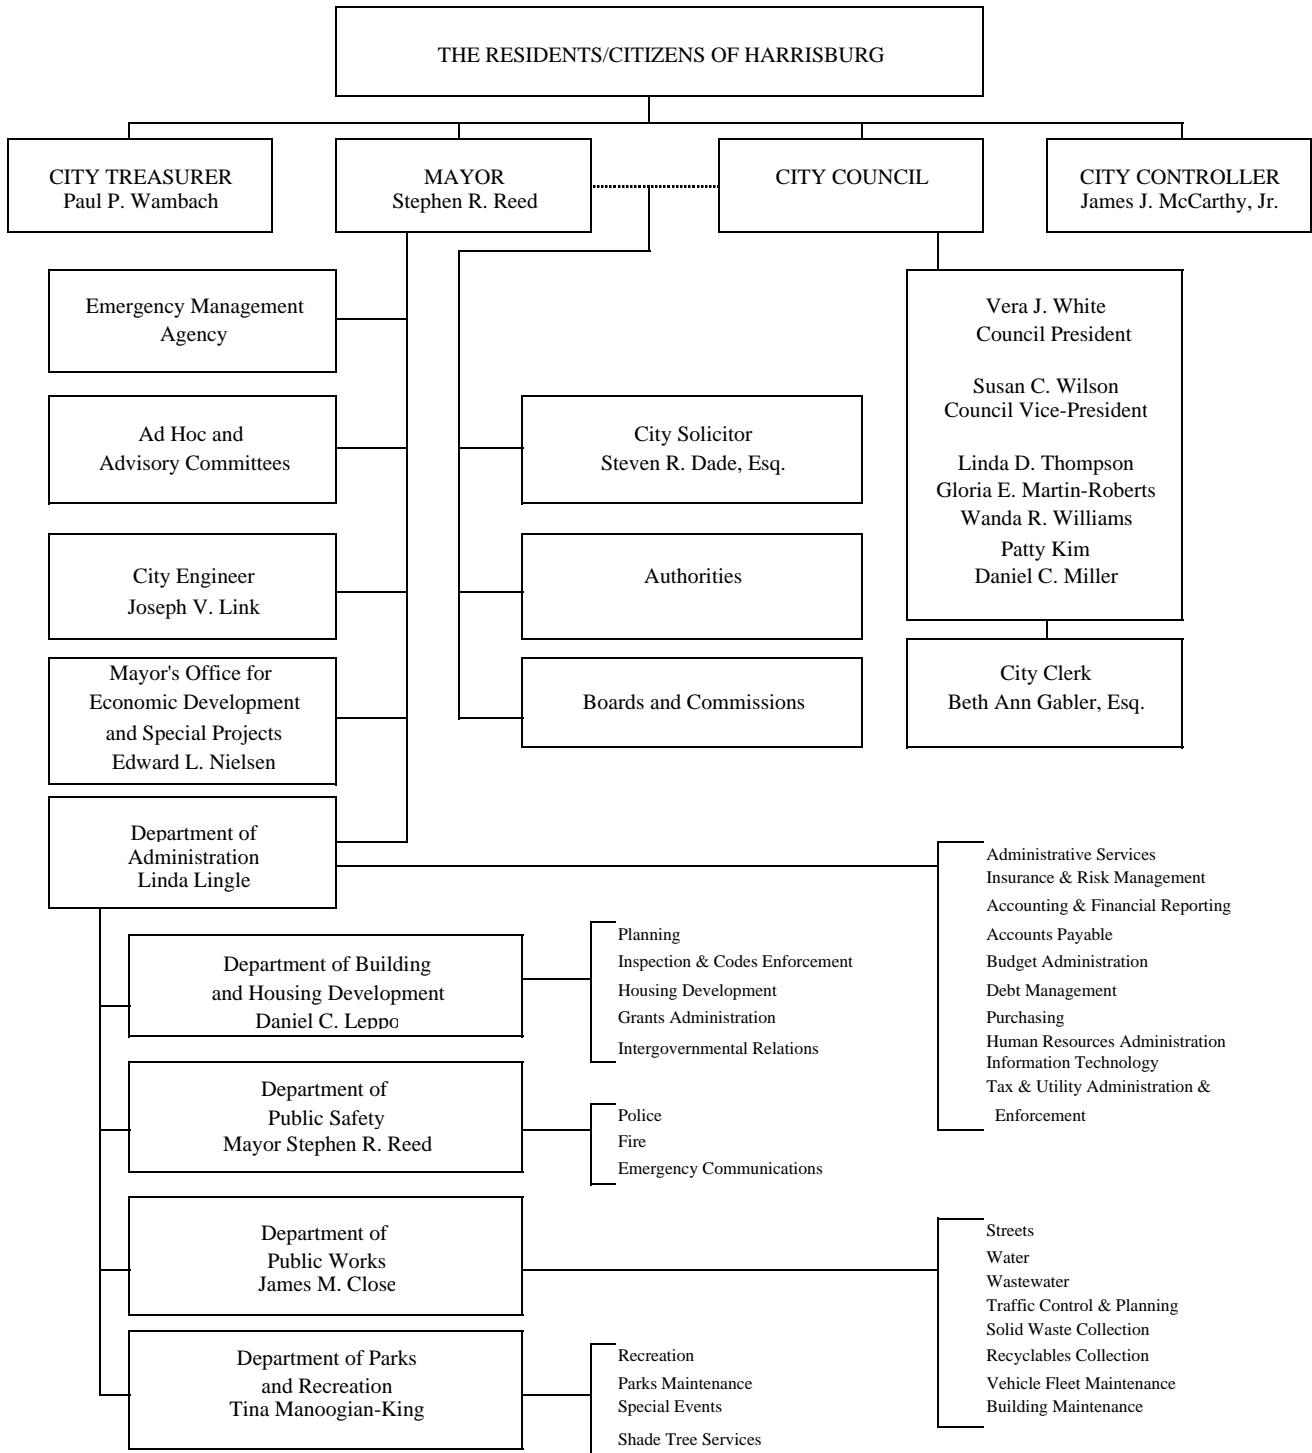 THE RESIDENTS/CITIZENS OF HARRISBURG
CITY TREASURER
Paul P. Wambach
MAYOR
Stephen R. Reed
CITY COUNCIL
CITY CONTROLLER
James J. McCarthy, Jr.
Emergency Management
Agency
Ad Hoc and
Advisory Committees
City Engineer
Joseph V. Link
Mayor's Office for
Economic Development
and Special Projects
Edward L. Nielsen
City Solicitor
Steven R. Dade, Esq.
Authorities
Boards and Commissions
Vera J. White
Council President
Susan C. Wilson
Council Vice-President
Linda D. Thompson
Gloria E. Martin-Roberts
Wanda R. Williams
Patty Kim
Daniel C. Miller
City Clerk
Beth Ann Gabler, Esq.
Department of
Administration
Linda Lingle
Administrative Services
Insurance & Risk Management
Accounting & Financial Reporting
Accounts Payable
Budget Administration
Debt Management
Purchasing
Human Resources Administration
Information Technology
Tax & Utility Administration &
Enforcement
Department of Building
and Housing Development
Daniel C. Leppo
Planning
Inspection & Codes Enforcement
Housing Development
Grants Administration
Intergovernmental Relations
Department of
Public Safety
Mayor Stephen R. Reed
Police
Fire
Emergency Communications
Department of
Public Works
James M. Close
Streets
Water
Wastewater
Traffic Control & Planning
Solid Waste Collection
Recyclables Collection
Vehicle Fleet Maintenance
Building Maintenance
Department of Parks
and Recreation
Tina Manoogian-King
Recreation
Parks Maintenance
Special Events
Shade Tree Services